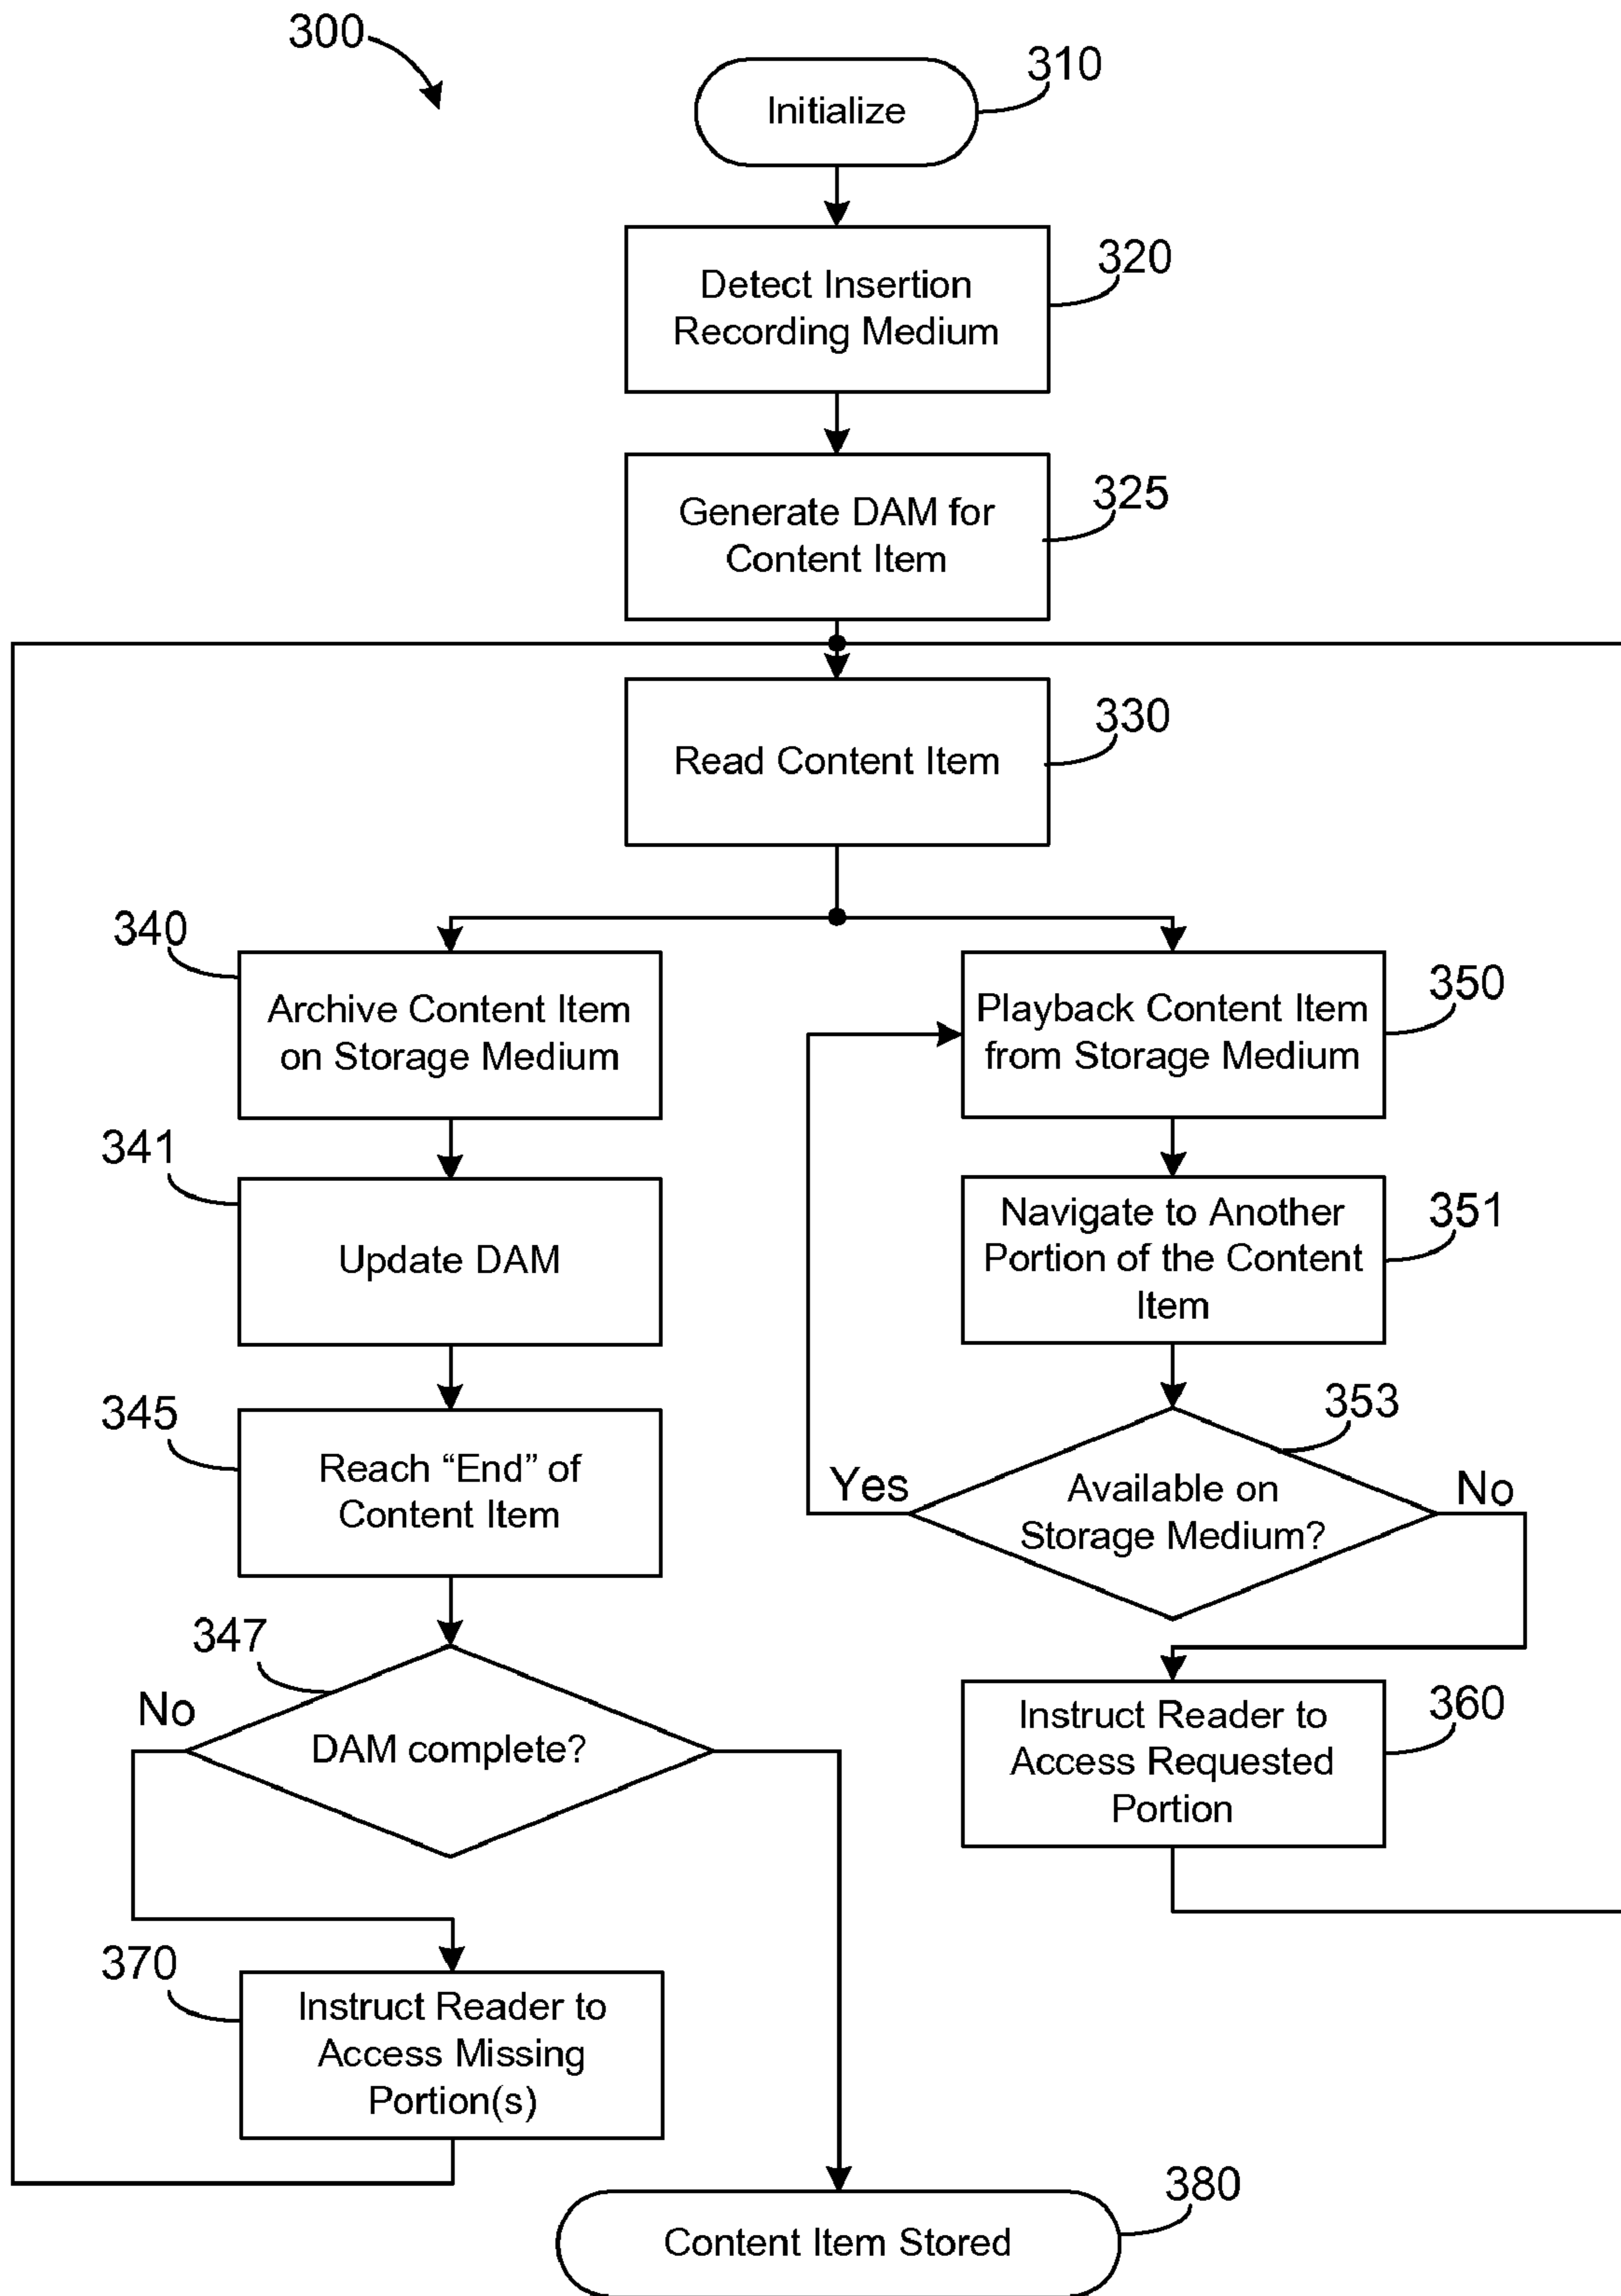 300
310
Initialize
320
Detect Insertion
Recording Medium
325
Generate DAM for
Content Item
330
Read Content Item
340
Archive Content Item
on Storage Medium
350
Playback Content Item
from Storage Medium
341
Update DAM
351
Navigate to Another
Portion of the Content
Item
345
Reach “End” of
Content Item
353
Yes
Available on
Storage Medium?
No
347
No
DAM complete?
360
Instruct Reader to
Access Requested
Portion
370
Instruct Reader to
Access Missing
Portion(s)
380
Content Item Stored